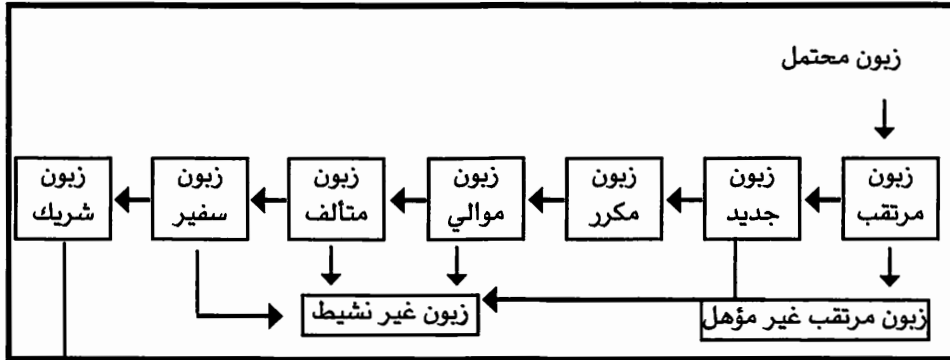 زبون محتمل
زبون
مرتقب
زبون
جديد
زبون
مكرر
زبون
موالي
زبون
متألف
زبون
سفير
زبون
شريك
زبون مرتقب غير مؤهل
زبون غير نشيط